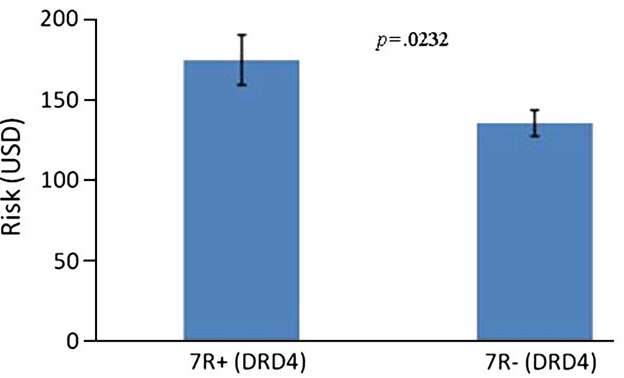 200
p=.0232
150
Risk (USD)
100
50
0
7R+ (DRD4)
7R- (DRD4)